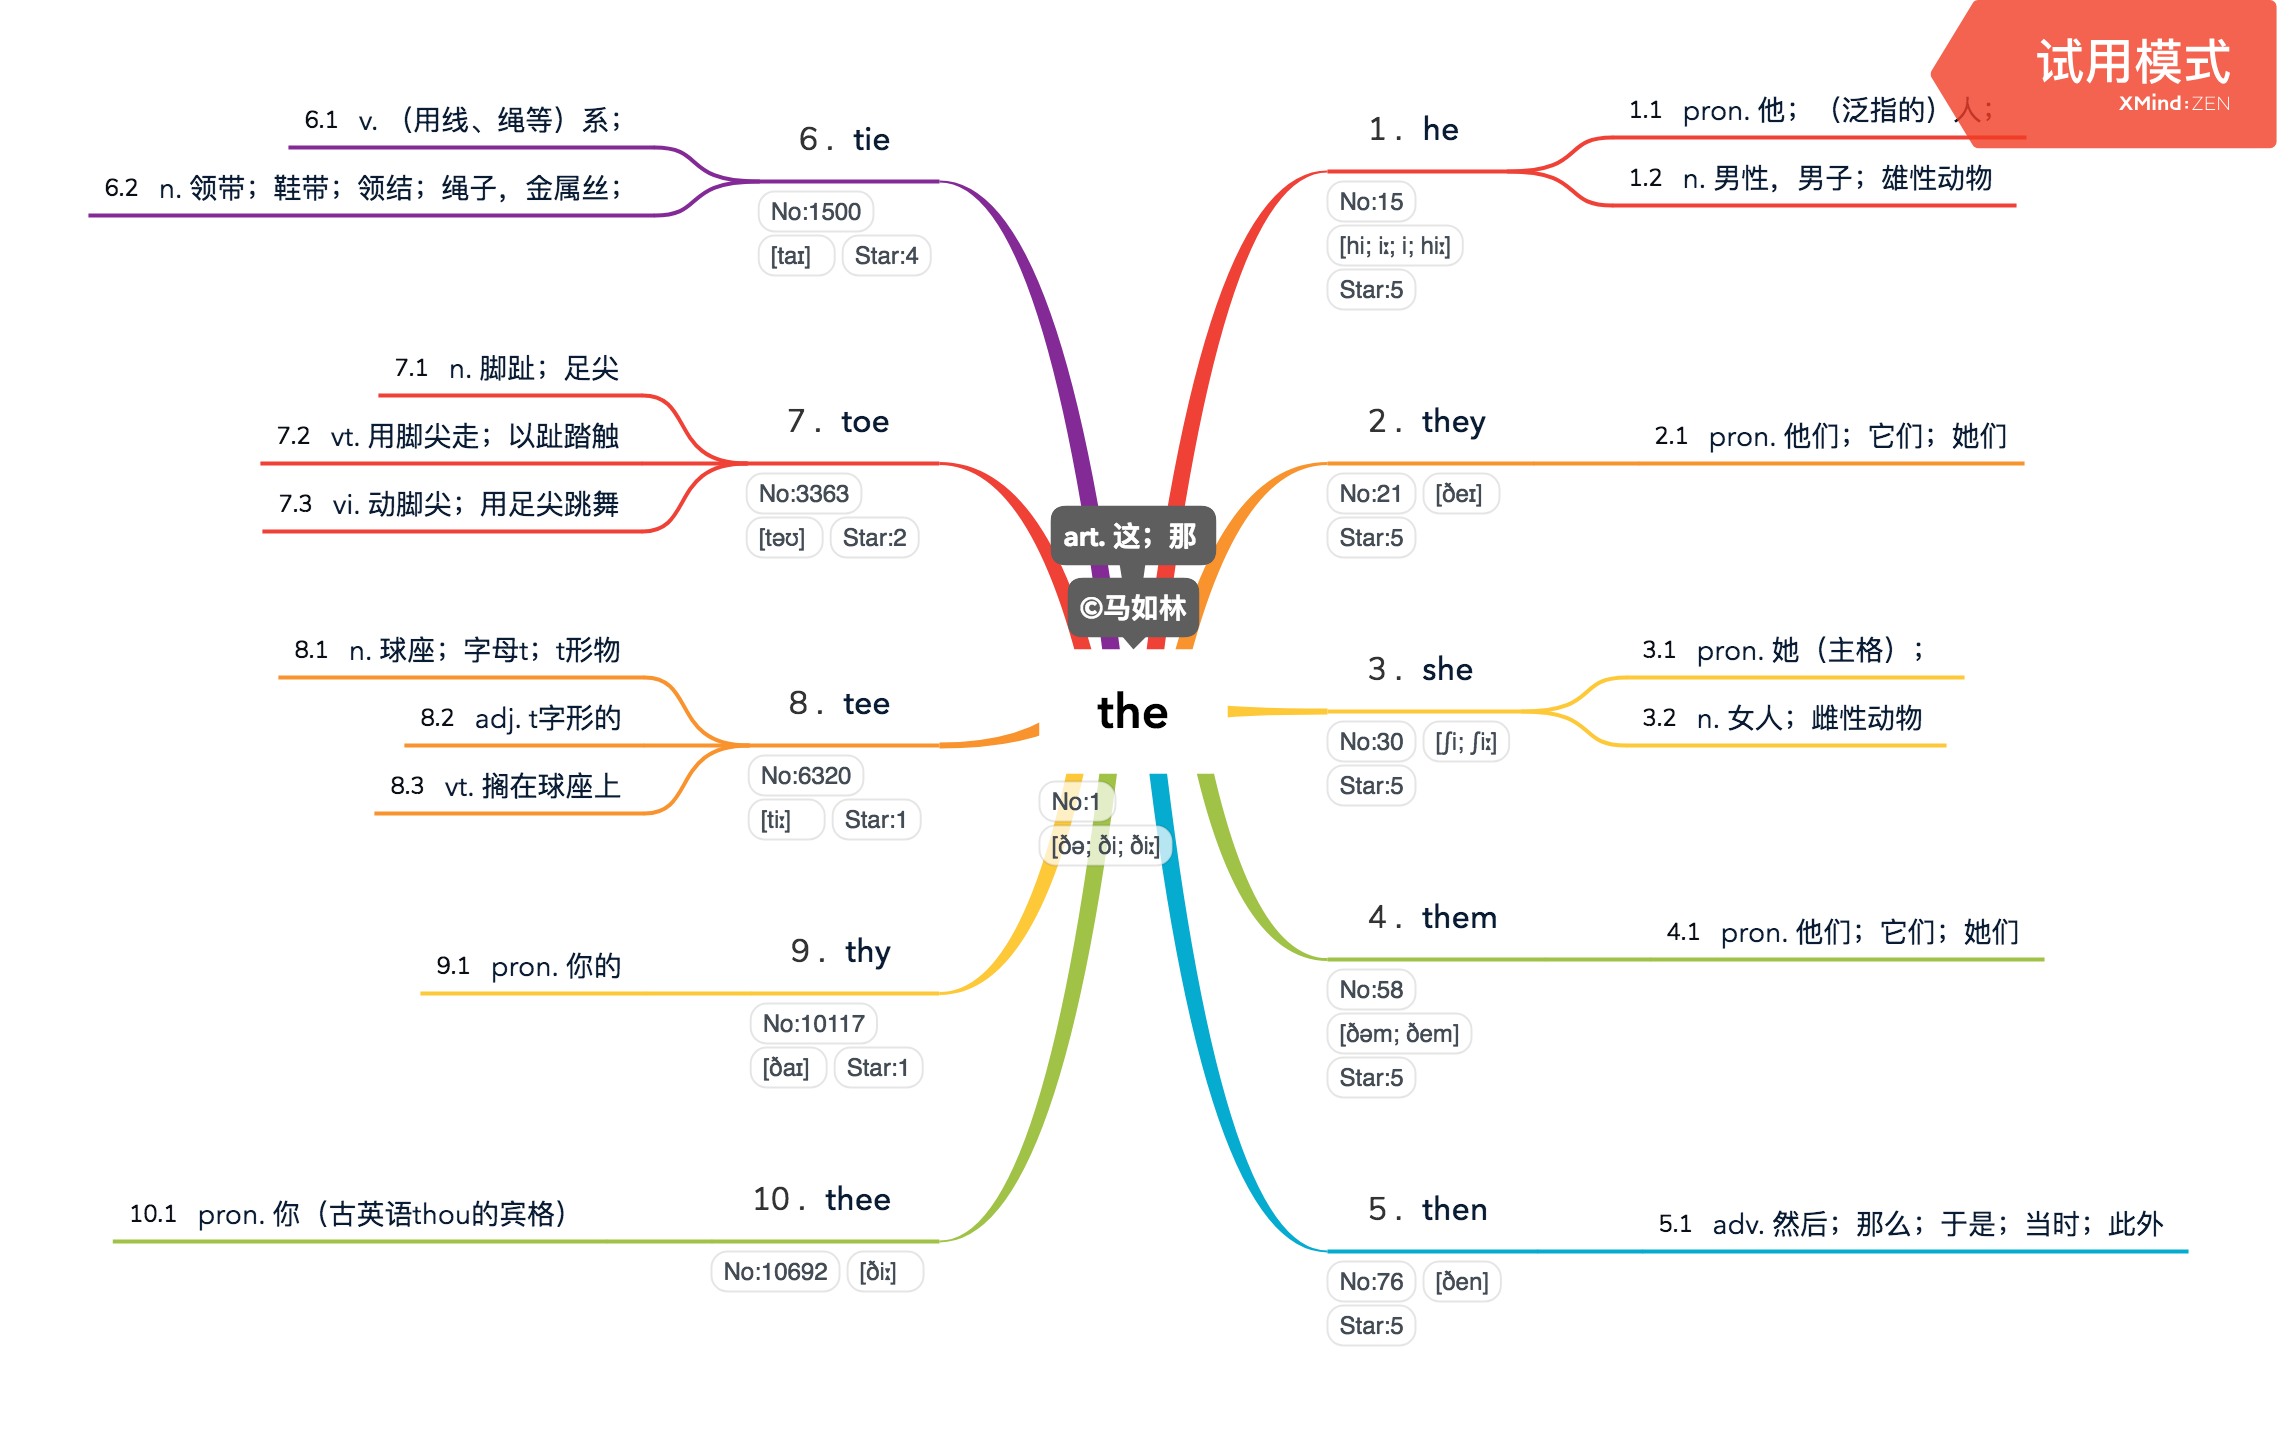 试用模式
XMind:ZEN
art. 这；那
©马如林
the
No:1
[ðə; ði; ðiː]
1. he
No:15
[hi; iː; i; hiː]
Star:5
1.1 pron. 他；（泛指的）人；
1.2 n. 男性，男子；雄性动物
2. they
No:21 [ðeɪ]
Star:5
2.1 pron. 他们；它们；她们
3. she
No:30 [ʃi; ʃiː]
Star:5
3.1 pron. 她（主格）；
3.2 n. 女人；雌性动物
4. them
No:58
[ðəm; ðem]
Star:5
4.1 pron. 他们；它们；她们
5. then
No:76 [ðen]
Star:5
5.1 adv. 然后；那么；于是；当时；此外
6. tie
No:1500
[taɪ] Star:4
6.1 v. （用线、绳等）系；
6.2 n. 领带；鞋带；领结；绳子，金属丝；
7. toe
No:3363
[təʊ] Star:2
7.1 n. 脚趾；足尖
7.2 vt. 用脚尖走；以趾踏触
7.3 vi. 动脚尖；用足尖跳舞
8. tee
No:6320
[tiː] Star:1
8.1 n. 球座；字母t；t形物
8.2 adj. t字形的
8.3 vt. 搁在球座上
9. thy
No:10117
[ðaɪ] Star:1
9.1 pron. 你的
10. thee
No:10692 [ðiː]
10.1 pron. 你（古英语thou的宾格）